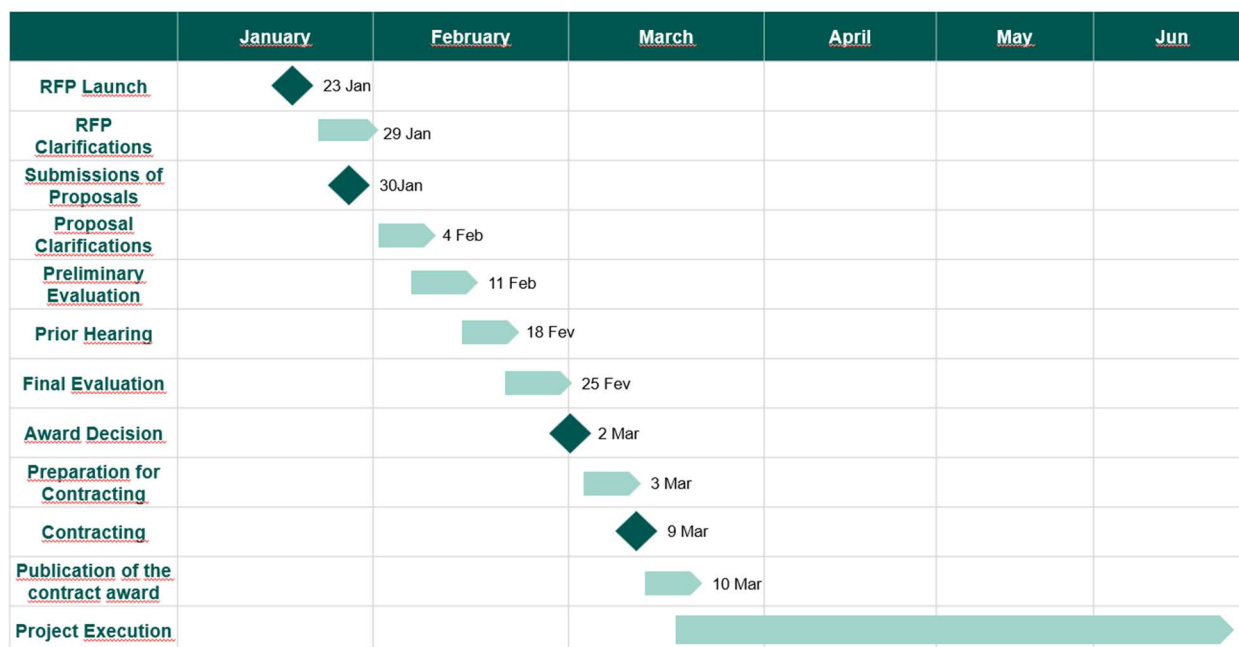 January February March April May Jun
RFP Launch 23 Jan
RFP
Clarifications 29 Jan
Submissions of
Proposals 30Jan
Proposal
Clarifications 4 Feb
Preliminary
Evaluation 11 Feb
Prior Hearing 18 Fev
Final Evaluation 25 Fev
Award Decision 2 Mar
Preparation for
Contracting 3 Mar
Contracting 9 Mar
Publication of the
contract award 10 Mar
Project Execution